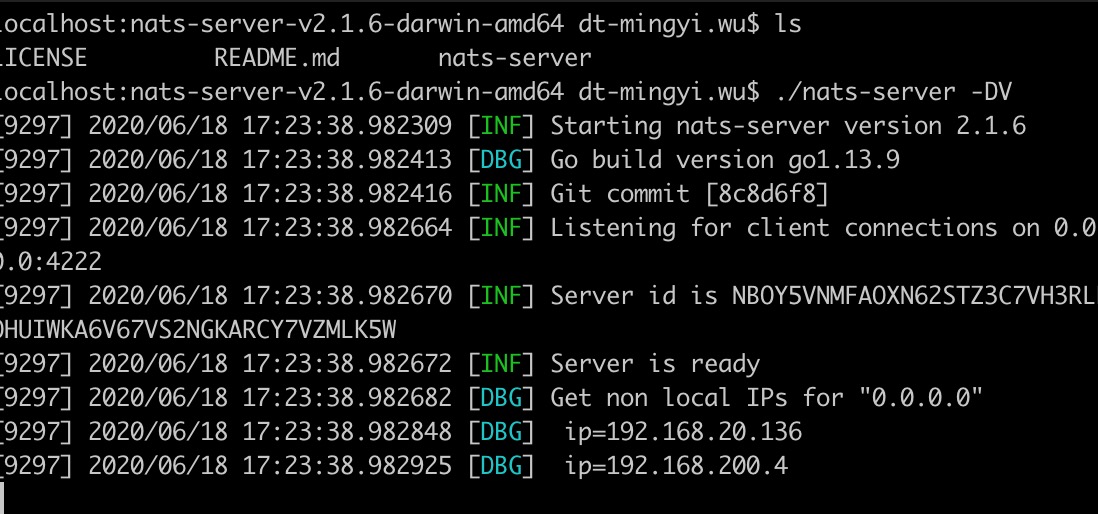 localhost:nats-server-v2.1.6-darwin-amd64 dt-mingyi.wu$ ls
LICENSE README.md nats-server
localhost:nats-server-v2.1.6-darwin-amd64 dt-mingyi.wu$ ./nats-server -DV
[9297] 2020/06/18 17:23:38.982309 [INF] Starting nats-server version 2.1.6
[9297] 2020/06/18 17:23:38.982413 [DBG] Go build version go1.13.9
[9297] 2020/06/18 17:23:38.982416 [INF] Git commit [8c8d6f8]
[9297] 2020/06/18 17:23:38.982664 [INF] Listening for client connections on 0.0
0.0:4222
[9297] 2020/06/18 17:23:38.982670 [INF] Server id is NBOY5VNMFAOXN62STZ3C7VH3RL
OHUIWKA6V67VS2NGKARCY7VZMLK5W
[9297] 2020/06/18 17:23:38.982672 [INF] Server is ready
[9297] 2020/06/18 17:23:38.982682 [DBG] Get non local IPs for "0.0.0.0"
[9297] 2020/06/18 17:23:38.982848 [DBG] ip=192.168.20.136
[9297] 2020/06/18 17:23:38.982925 [DBG] ip=192.168.200.4